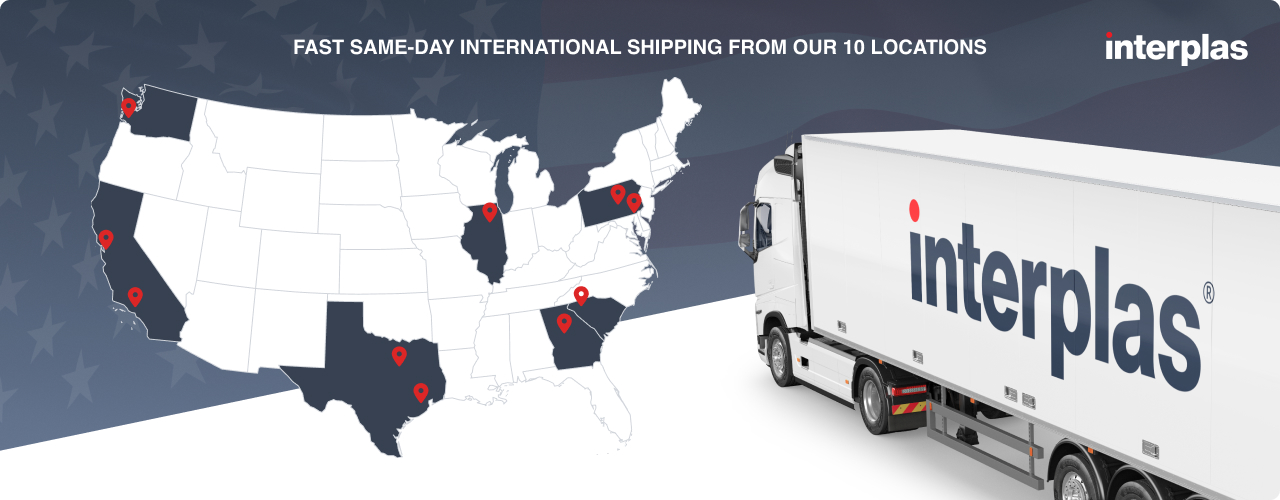 FAST SAME-DAY INTERNATIONAL SHIPPING FROM OUR 10 LOCATIONS
interplas
interplas®